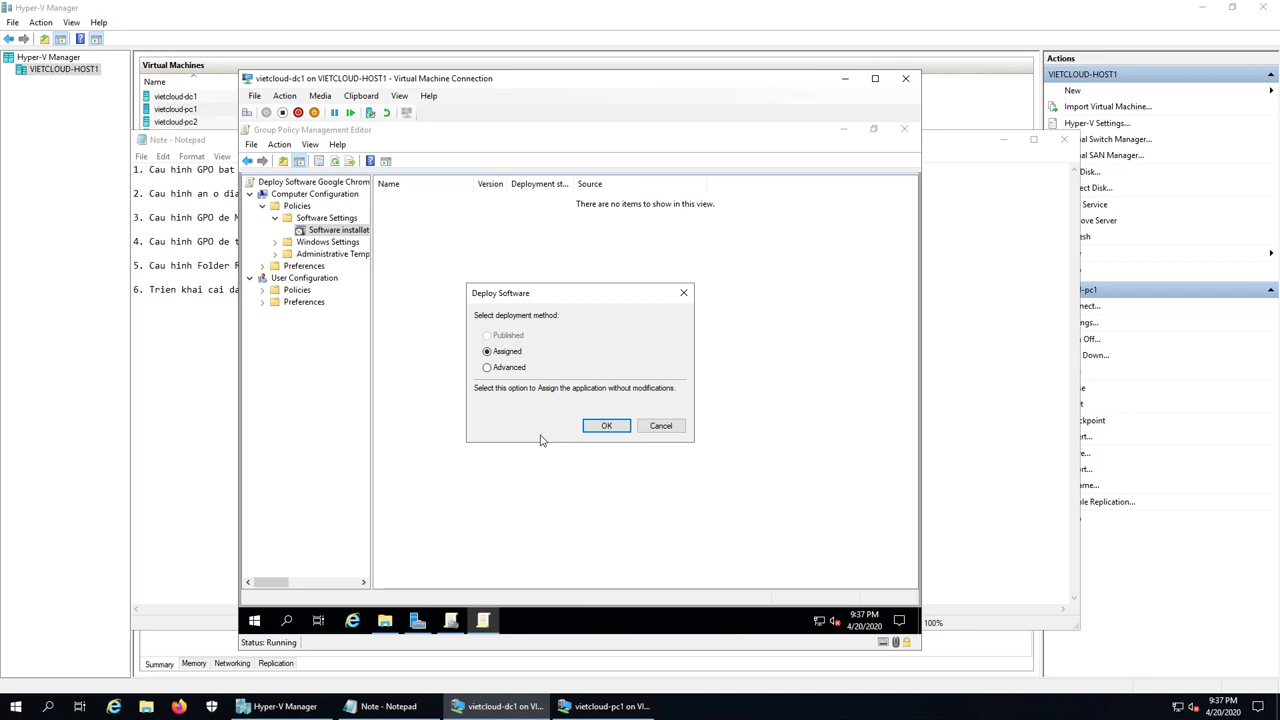 Hyper-V Manager
File Action View Help
Hyper-V Manager
VIETCLOUD-HOST1
Virtual Machines
Name
vietcloud-dc1
vietcloud-pc1
vietcloud-pc2
Note - Notepad
File Edit Format View
1. Cau hinh GPO bat
2. Cau hinh an o dia
3. Cau hinh GPO de M
4. Cau hinh GPO de t
5. Cau hinh Folder R
6. Trien khai cai da
100%
vietcloud-dc1 on VIETCLOUD-HOST1 - Virtual Machine Connection
File Action Media Clipboard View Help
Group Policy Management Editor
File Action View Help
Deploy Software Google Chrom
Computer Configuration
Policies
Software Settings
Software installat
Windows Settings
Administrative Temp
Preferences
User Configuration
Policies
Preferences
Name Version Deployment st... Source
There are no items to show in this view.
Deploy Software
Select deployment method:
Published
Assigned
Advanced
Select this option to Assign the application without modifications.
OK Cancel
9:37 PM
4/20/2020
Status: Running
Summary Memory Networking Replication
Actions
VIETCLOUD-HOST1
New
Import Virtual Machine...
Hyper-V Settings...
Virtual Switch Manager...
Virtual SAN Manager...
Disk...
Disk...
Service
ove Server
esh
d-pc1
nect...
ngs...
Off...
Down...
se
t
ckpoint
ert...
e...
ort...
ame...
ble Replication...
p
Hyper-V Manager
Note - Notepad
vietcloud-dc1 on VI...
vietcloud-pc1 on VI...
9:37 PM
4/20/2020